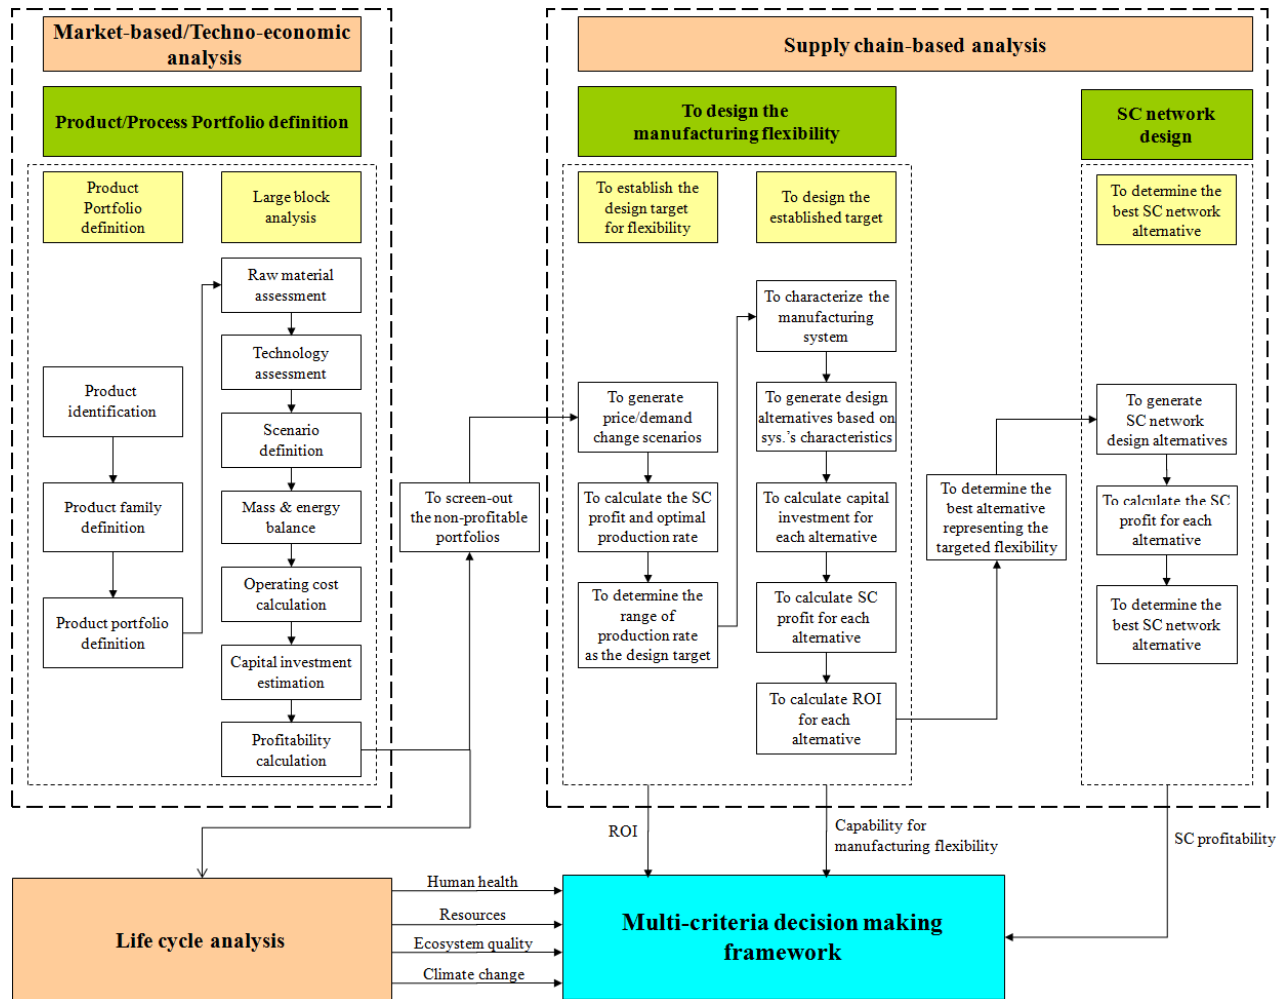 Market-based/Techno-economic
analysis
Supply chain-based analysis
Product/Process Portfolio definition
To design the
manufacturing flexibility
SC network
design
Product
Portfolio
definition
Large block
analysis
To establish the
design target
for flexibility
To design the
established target
To determine the
best SC network
alternative
Product
identification
Product family
definition
Product portfolio
definition
Raw material
assessment
Technology
assessment
Scenario
definition
Mass & energy
balance
Operating cost
calculation
Capital investment
estimation
Profitability
calculation
To screen-out
the non-profitable
portfolios
To generate
price/demand
change scenarios
To calculate the SC
profit and optimal
production rate
To determine the
range of
production rate
as the design target
To characterize the
manufacturing
system
To generate design
alternatives based on
sys.'s characteristics
To calculate capital
investment for
each alternative
To calculate SC
profit for each
alternative
To calculate ROI
for each
alternative
To determine the
best alternative
representing the
targeted flexibility
To generate
SC network
design alternatives
To calculate the SC
profit for each
alternative
To determine the
best SC network
alternative
ROI
Capability for
manufacturing flexibility
SC profitability
Life cycle analysis
Human health
Resources
Ecosystem quality
Climate change
Multi-criteria decision making
framework